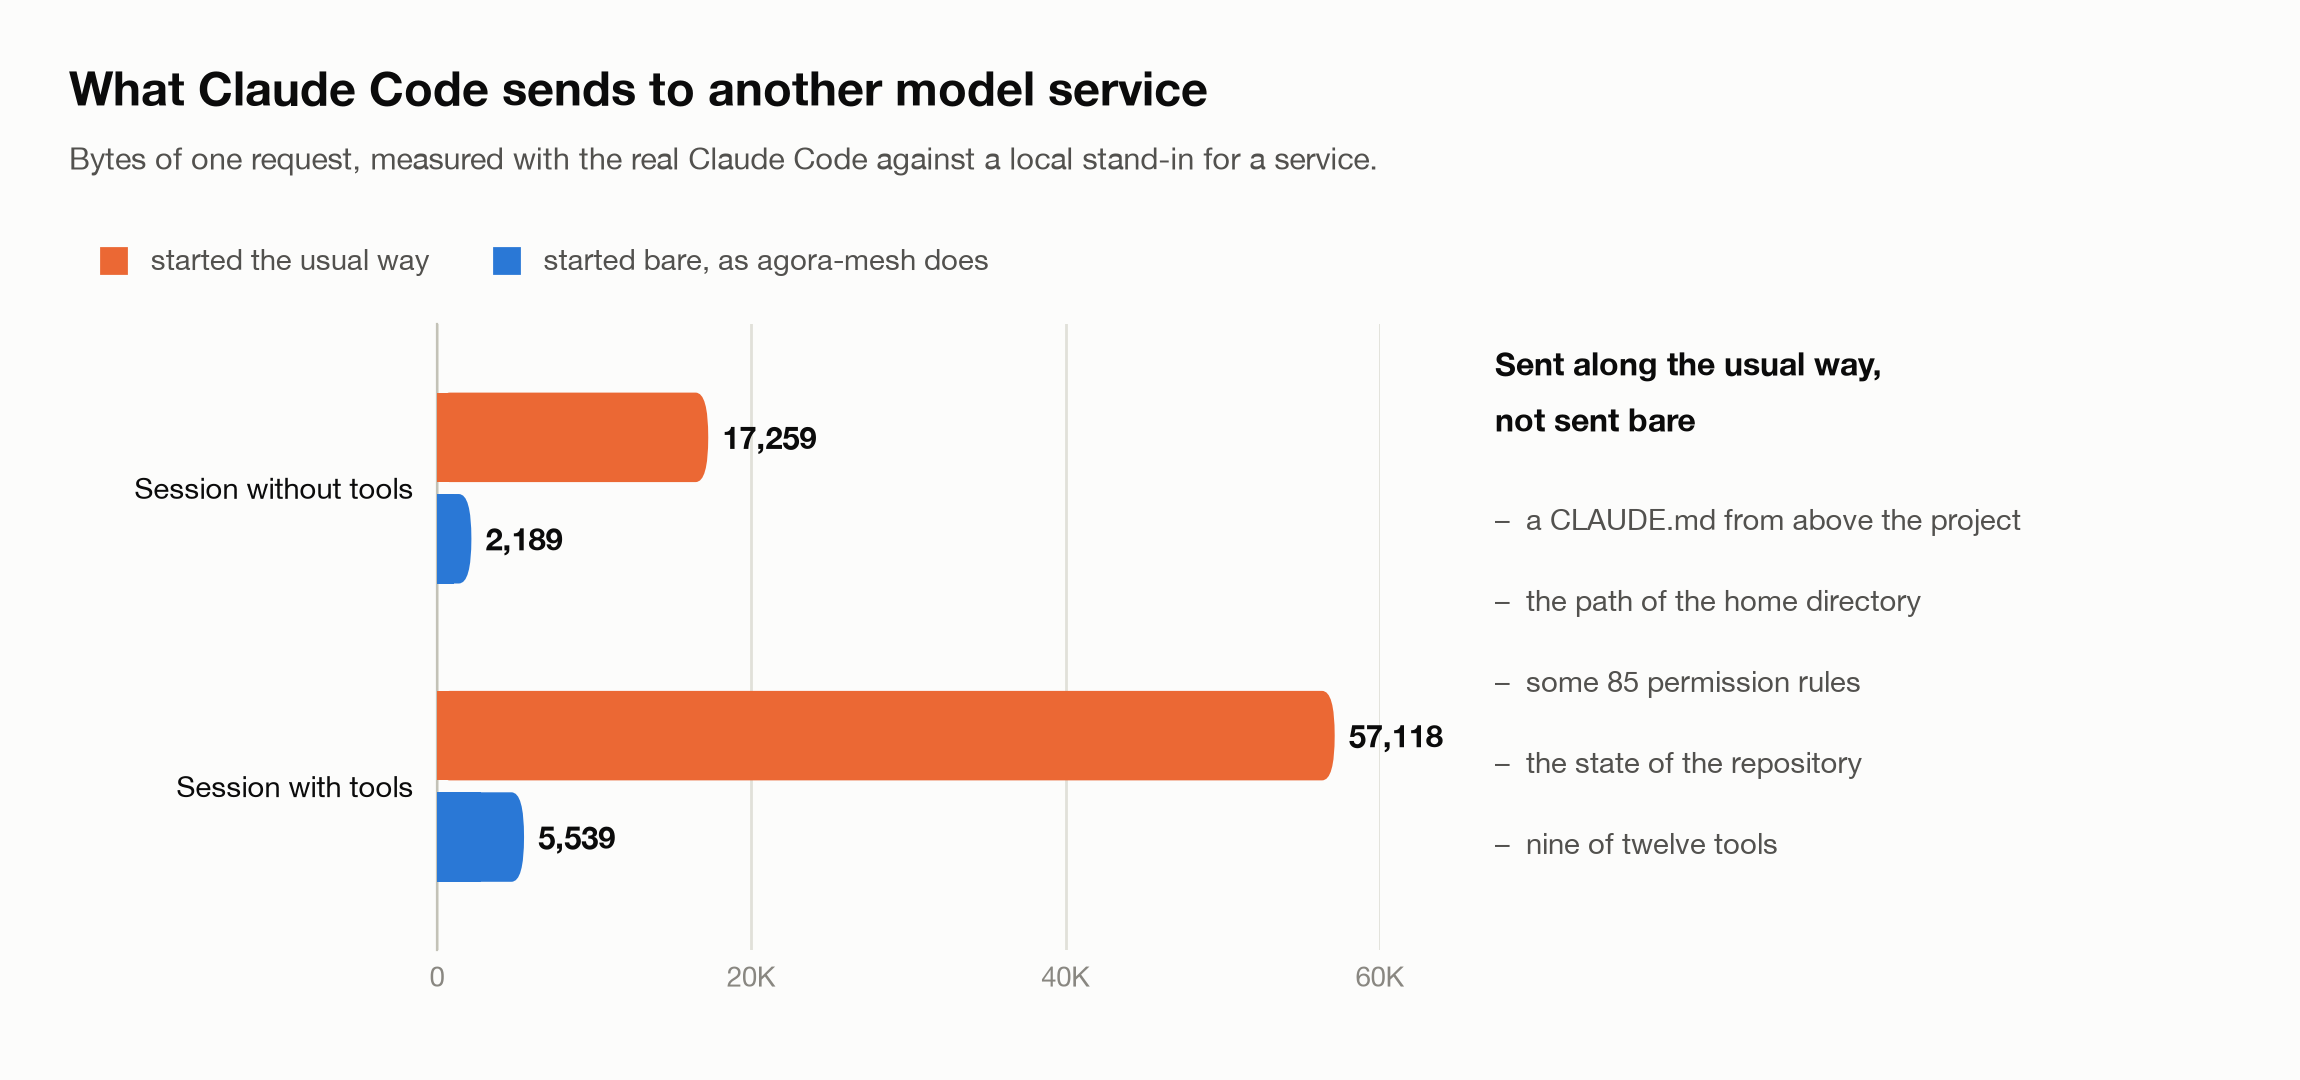 What Claude Code sends to another model service
Bytes of one request, measured with the real Claude Code against a local stand-in for a service.
started the usual way
started bare, as agora-mesh does
Session without tools
17,259
2,189
Session with tools
57,118
5,539
0
20K
40K
60K
Sent along the usual way,
not sent bare
– a CLAUDE.md from above the project
– the path of the home directory
– some 85 permission rules
– the state of the repository
– nine of twelve tools